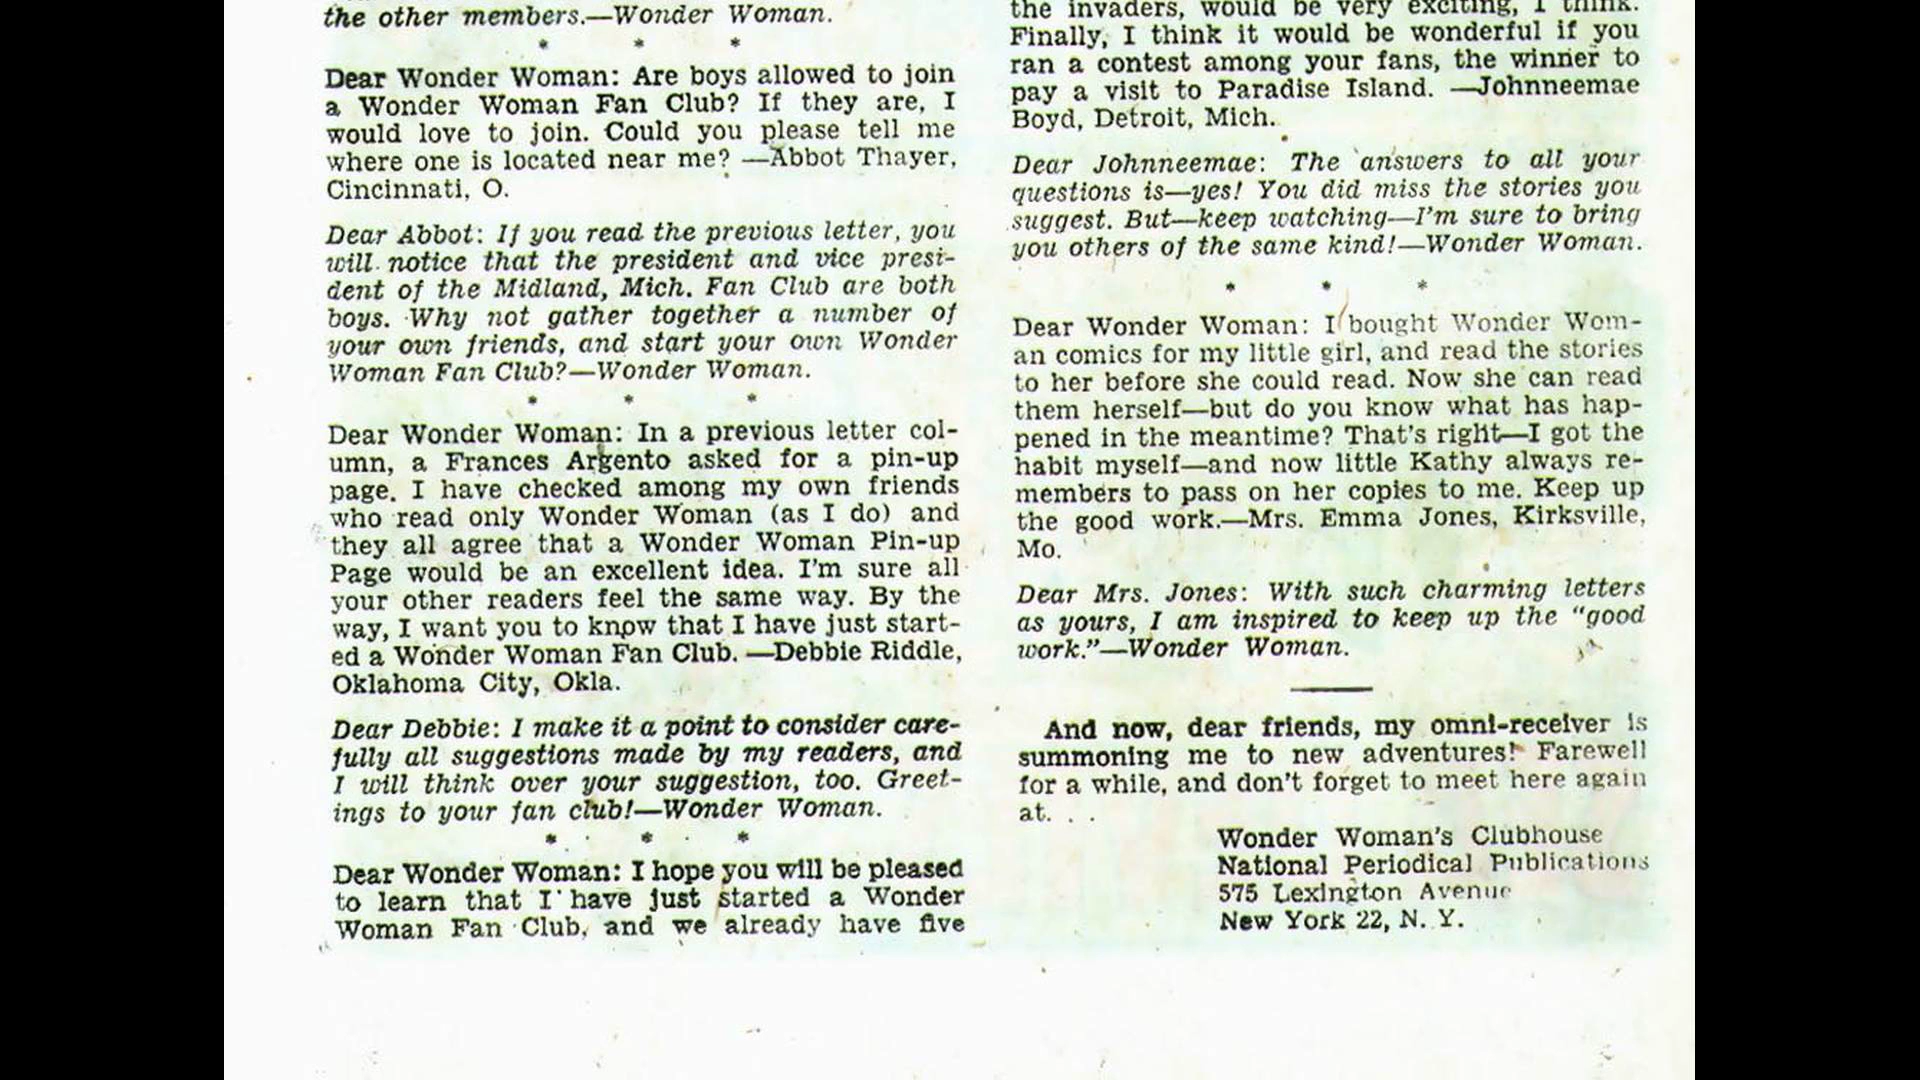 the other members.—Wonder Woman.
* * *
Dear Wonder Woman: Are boys allowed to join
a Wonder Woman Fan Club? If they are, I
would love to join. Could you please tell me
where one is located near me? —Abbot Thayer,
Cincinnati, O.
Dear Abbot: If you read the previous letter, you
will notice that the president and vice presi-
dent of the Midland, Mich. Fan Club are both
boys. Why not gather together a number of
your own friends, and start your own Wonder
Woman Fan Club?—Wonder Woman.
* * *
Dear Wonder Woman: In a previous letter col-
umn, a Frances Argento asked for a pin-up
page. I have checked among my own friends
who read only Wonder Woman (as I do) and
they all agree that a Wonder Woman Pin-up
Page would be an excellent idea. I'm sure all
your other readers feel the same way. By the
way, I want you to know that I have just start-
ed a Wonder Woman Fan Club. —Debbie Riddle,
Oklahoma City, Okla.
Dear Debbie: I make it a point to consider care-
fully all suggestions made by my readers, and
I will think over your suggestion, too. Greet-
ings to your fan club!—Wonder Woman.
* * *
Dear Wonder Woman: I hope you will be pleased
to learn that I have just started a Wonder
Woman Fan Club, and we already have five
the invaders, would be very exciting, I think.
Finally, I think it would be wonderful if you
ran a contest among your fans, the winner to
pay a visit to Paradise Island. —Johnneemae
Boyd, Detroit, Mich.
Dear Johnneemae: The answers to all your
questions is—yes! You did miss the stories you
suggest. But—keep watching—I'm sure to bring
you others of the same kind!—Wonder Woman.
* * *
Dear Wonder Woman: I bought Wonder Wom-
an comics for my little girl, and read the stories
to her before she could read. Now she can read
them herself—but do you know what has hap-
pened in the meantime? That's right—I got the
habit myself—and now little Kathy always re-
members to pass on her copies to me. Keep up
the good work.—Mrs. Emma Jones, Kirksville,
Mo.
Dear Mrs. Jones: With such charming letters
as yours, I am inspired to keep up the "good
work."—Wonder Woman.
And now, dear friends, my omni-receiver is
summoning me to new adventures! Farewell
for a while, and don't forget to meet here again
at. . .
Wonder Woman's Clubhouse
National Periodical Publications
575 Lexington Avenue
New York 22, N. Y.